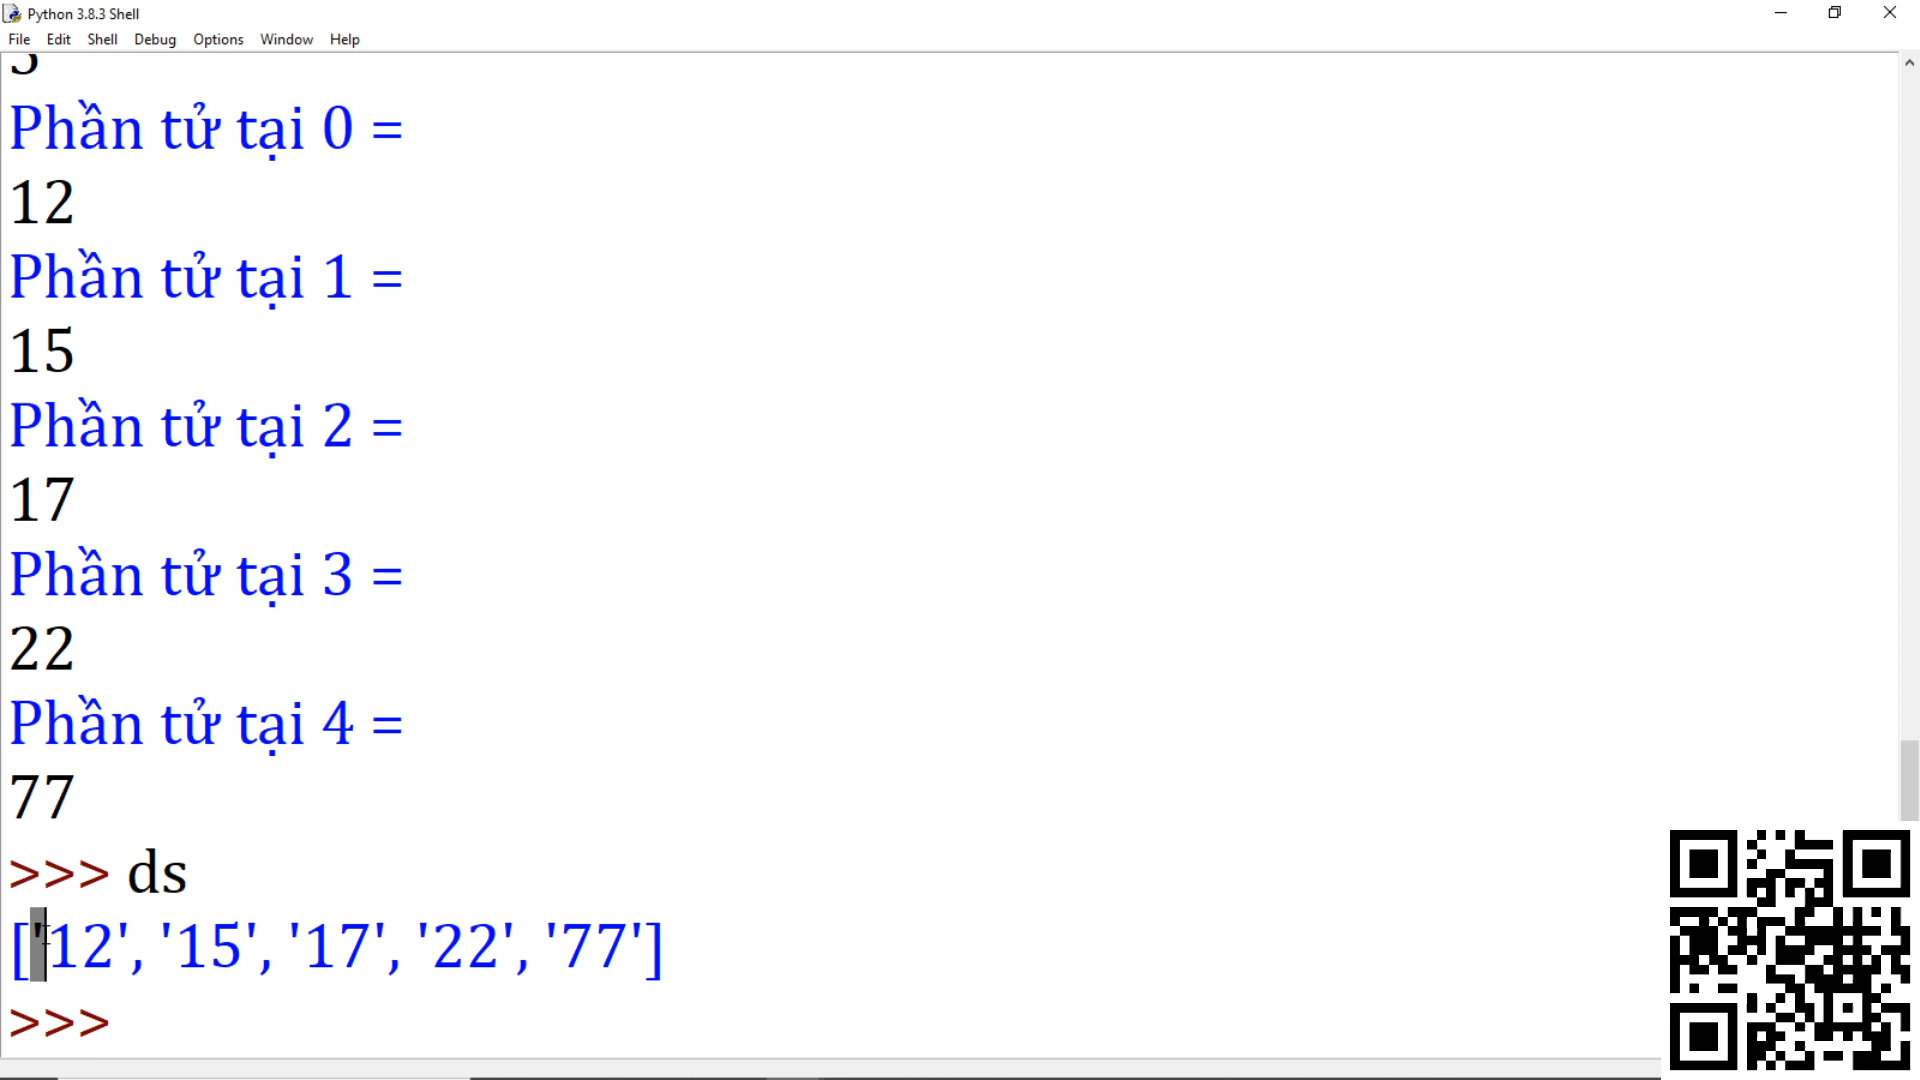 Python 3.8.3 Shell
File Edit Shell Debug Options Window Help
Phần tử tại 0 =
12
Phần tử tại 1 =
15
Phần tử tại 2 =
17
Phần tử tại 3 =
22
Phần tử tại 4 =
77
>>> ds
['12', '15', '17', '22', '77']
>>>